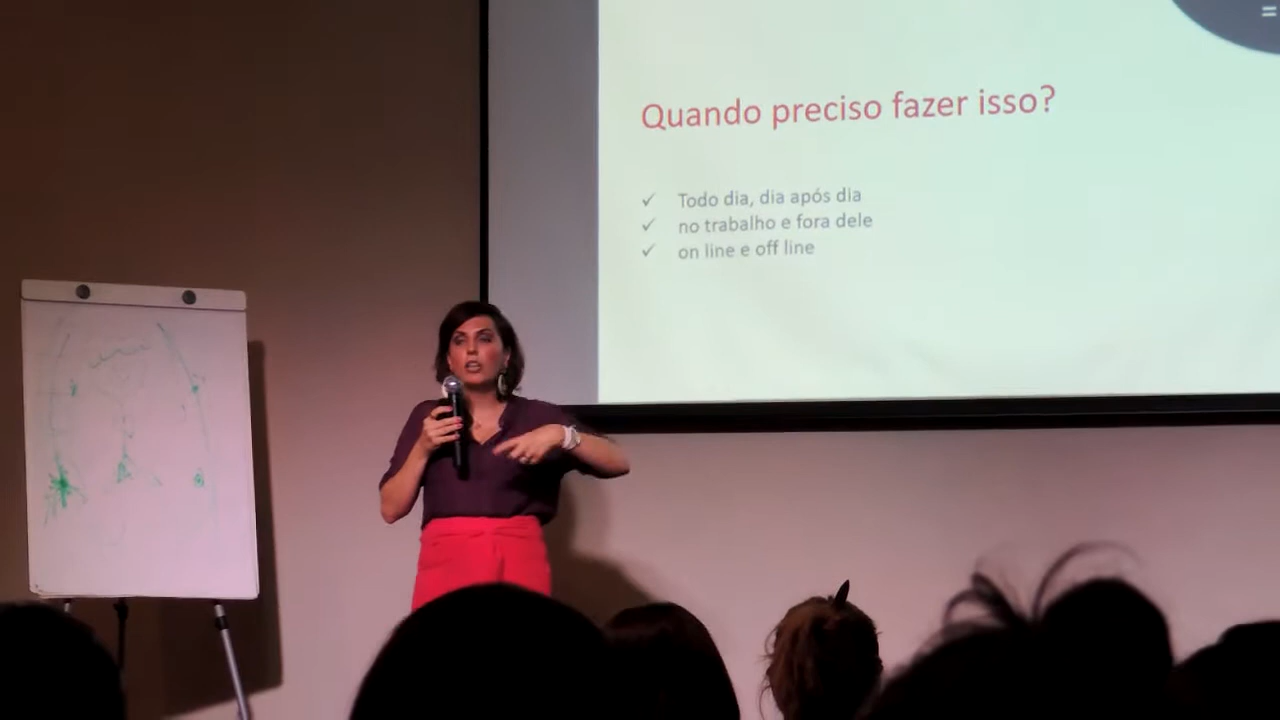 =
Quando preciso fazer isso?
✓ Todo dia, dia após dia
✓ no trabalho e fora dele
✓ on line e off line